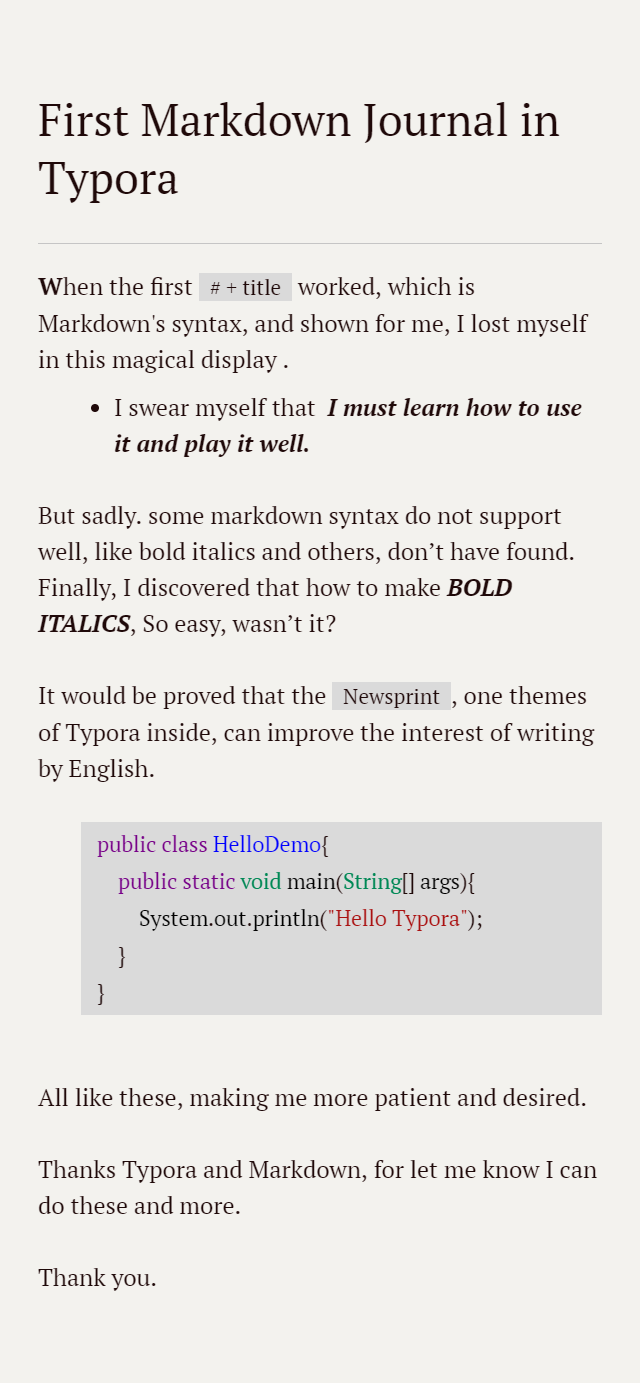 First Markdown Journal in
Typora
When the first # + title worked, which is
Markdown's syntax, and shown for me, I lost myself
in this magical display .
• I swear myself that I must learn how to use
it and play it well.
But sadly. some markdown syntax do not support
well, like bold italics and others, don’t have found.
Finally, I discovered that how to make BOLD
ITALICS, So easy, wasn’t it?
It would be proved that the Newsprint , one themes
of Typora inside, can improve the interest of writing
by English.
public class HelloDemo{
public static void main(String[] args){
System.out.println("Hello Typora");
}
}
All like these, making me more patient and desired.
Thanks Typora and Markdown, for let me know I can
do these and more.
Thank you.